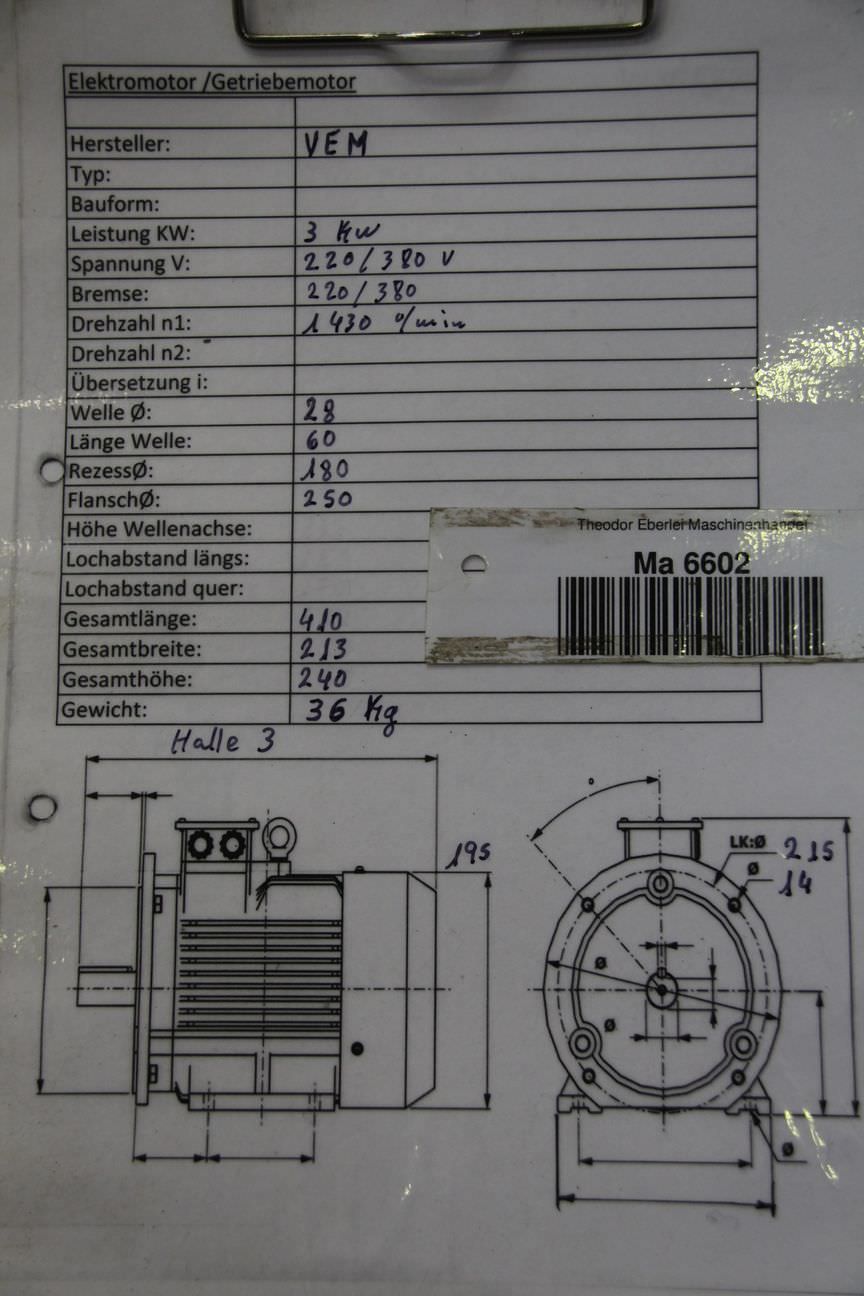 Elektromotor /Getriebemotor
Hersteller: VEM
Typ:
Bauform:
Leistung KW: 3 Kw
Spannung V: 220/380 V
Bremse: 220/380
Drehzahl n1: 1430 °/min
Drehzahl n2:
Übersetzung i:
Welle Ø: 28
Länge Welle: 60
RezessØ: 180
FlanschØ: 250
Höhe Wellenachse:
Lochabstand längs:
Lochabstand quer:
Gesamtlänge: 410
Gesamtbreite: 213
Gesamthöhe: 240
Gewicht: 36 Kg
Theodor Eberlei Maschinenhandel
Ma 6602
Halle 3
195
°
LK:Ø 215
Ø 14
Ø
Ø
Ø